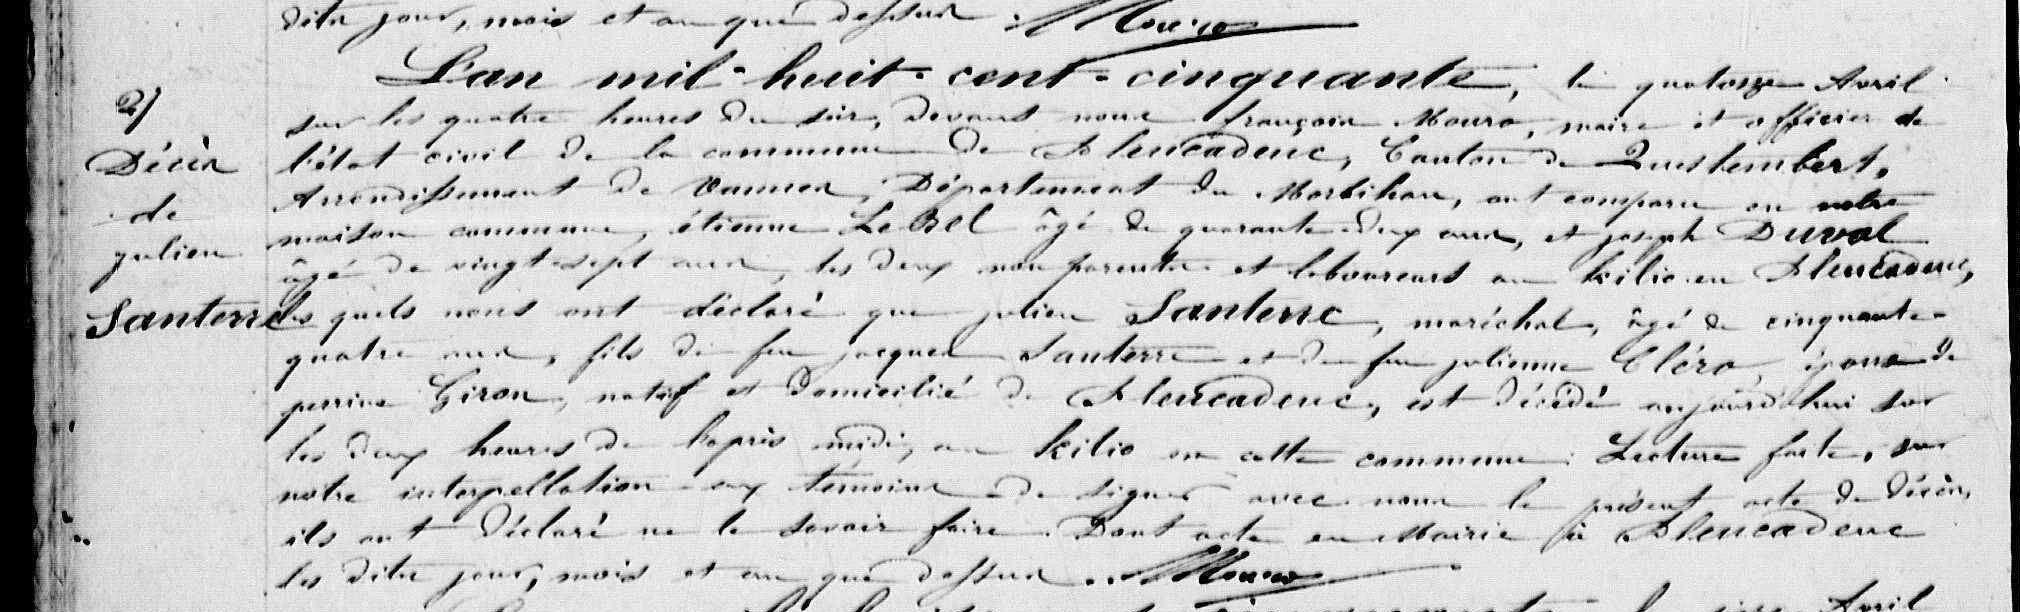 dits jour, mois et an que dessus. Mouro
L'an mil-huit-cent-cinquante, le quatorze Avril
sur les quatre heures du soir, devant nous françois Mouro, maire et officier de
l'état civil de la commune de Pleucadeuc, Canton de Questembert,
Arrondissement de Vannes, Département du Morbihan, ont comparu en notre
maison commune, étienne LeBel âgé de quarante-deux ans, et joseph Duval
âgé de vingt-sept ans, les deux non parents et laboureurs au kilio en Pleucadeuc,
les quels nous ont déclaré que julien Santerre, maréchal, âgé de cinquante-
quatre ans, fils de feu jacques Santerre et de feu julienne Cléro, époux de
perrine Giron, natif et domicilié de Pleucadeuc, est décédé aujourd'hui sur
les deux heures de l'après midi, au kilio en cette commune. Lecture faite, sur
notre interpellation aux témoins de signer avec nous le présent acte de décès,
ils ont déclaré ne le savoir faire. Dont acte en Mairie à Pleucadeuc
les dits jour, mois et an que dessus. Mouro
2/
Décès
de
julien
Santerre
Avril